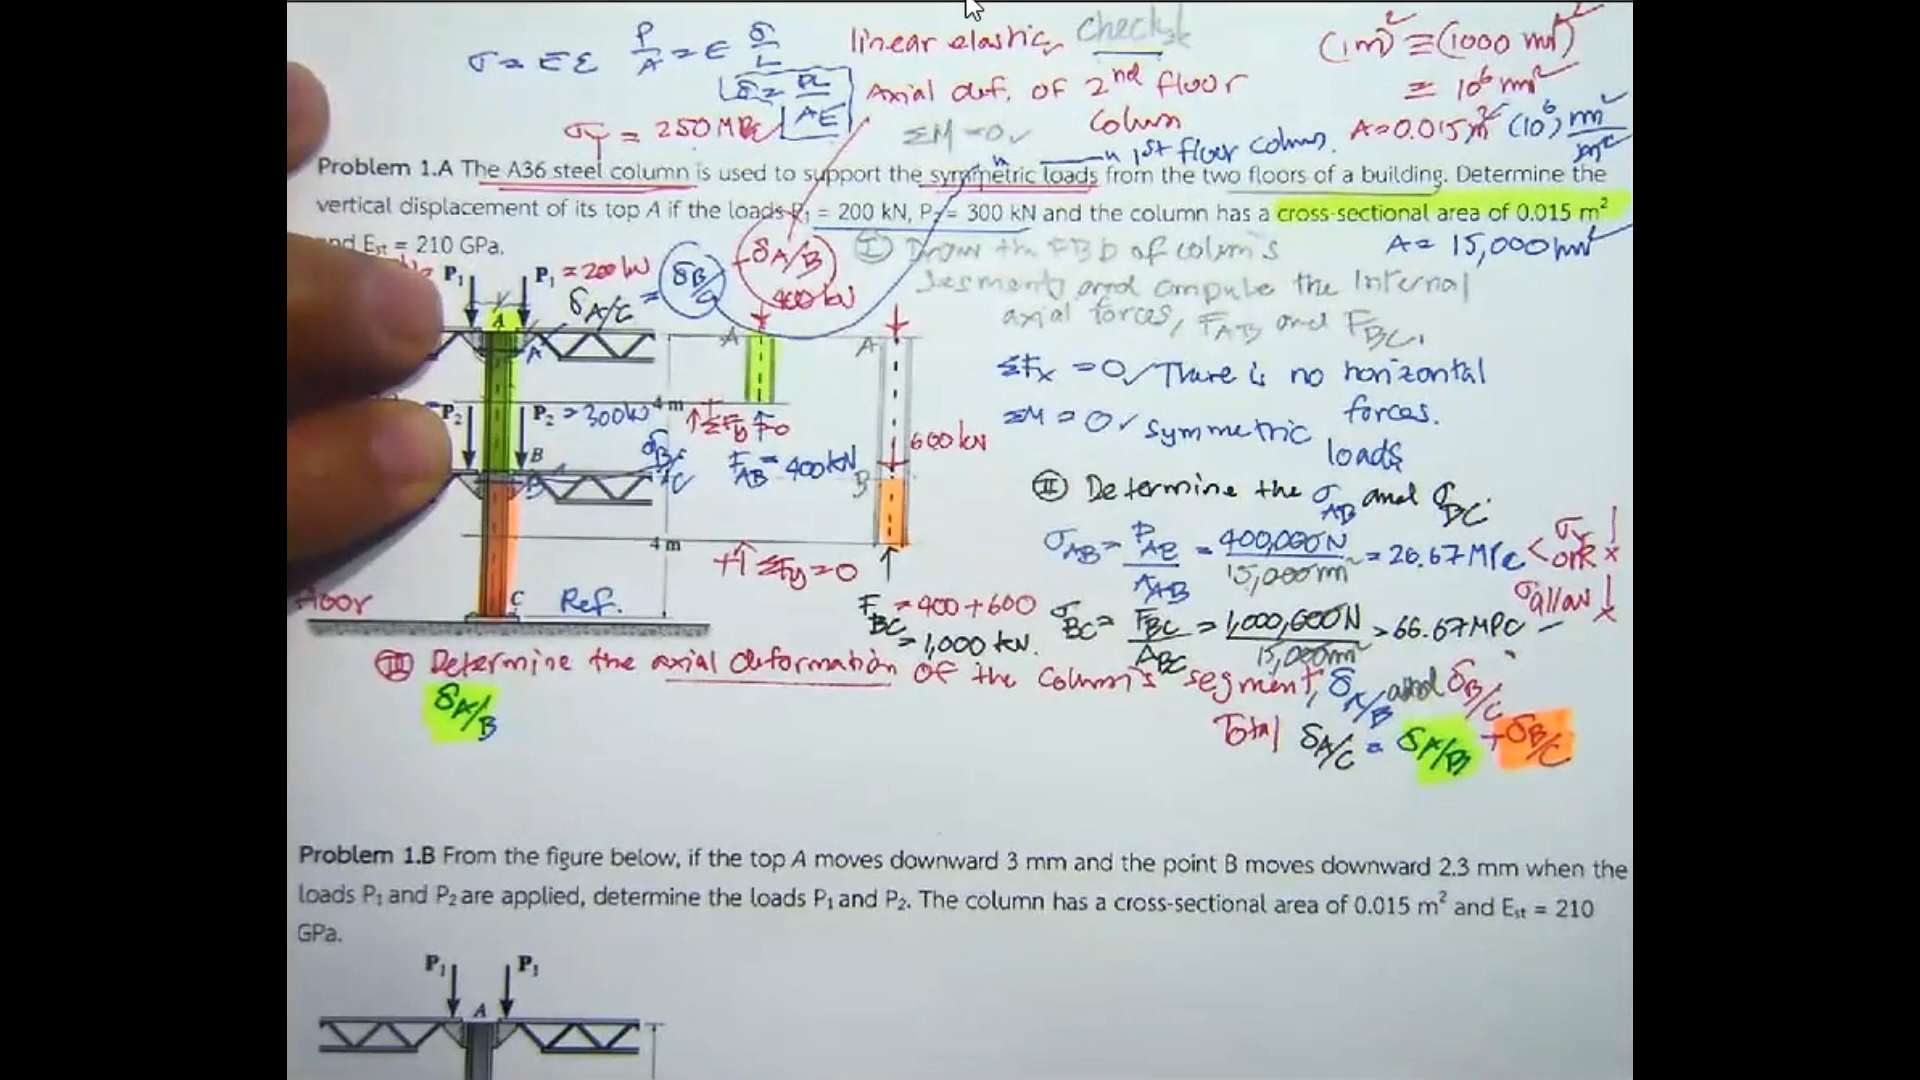 σ = Eε P/A = E δ/L linear elastic, checks (1m)² ≡ (1000 mm)²
δ = PL/AE Axial def. of 2nd floor column ≡ 10⁶ mm²
σY = 250 MPa ΣM = 0 ✓ 1st floor column. A = 0.015 m² (10⁶) mm²/m²
Problem 1.A The A36 steel column is used to support the symmetric loads from the two floors of a building. Determine the
vertical displacement of its top A if the loads P₁ = 200 kN, P₂ = 300 kN and the column has a cross-sectional area of 0.015 m²
and Est = 210 GPa.
A = 15,000 mm²
P₁ P₁ = 200 kN
δA/C = δB/C + δA/B
400 kN
A A' A A
P₂ P₂ = 300 kN 4 m
B B
δB/C
+↑ΣFy = 0
FAB = 400 kN
600 kN
B
4 m
+↑ΣFy = 0
Floor C Ref.
FBC = 400 + 600
= 1,000 kN.
Ⓘ Draw the FBD of column's
segments and compute the Internal
axial forces, FAB and FBC.
ΣFx = 0 ✓ There is no horizontal
forces.
ΣM = 0 ✓ symmetric
loads
Ⓘ︎Ⓘ Determine the σAB and σBC.
σAB = PAB/AAB = 400,000 N/15,000 mm² = 26.67 MPa < σY ok
σallow
σBC = FBC/ABC = 1,000,000 N/15,000 mm² = 66.67 MPa
ⒾⒾⒾ Determine the axial deformation of the column's segment, δA/B and δB/C
δA/B
Total δA/C = δA/B + δB/C
Problem 1.B From the figure below, if the top A moves downward 3 mm and the point B moves downward 2.3 mm when the
loads P₁ and P₂ are applied, determine the loads P₁ and P₂. The column has a cross-sectional area of 0.015 m² and Est = 210
GPa.
P₁ P₁
A